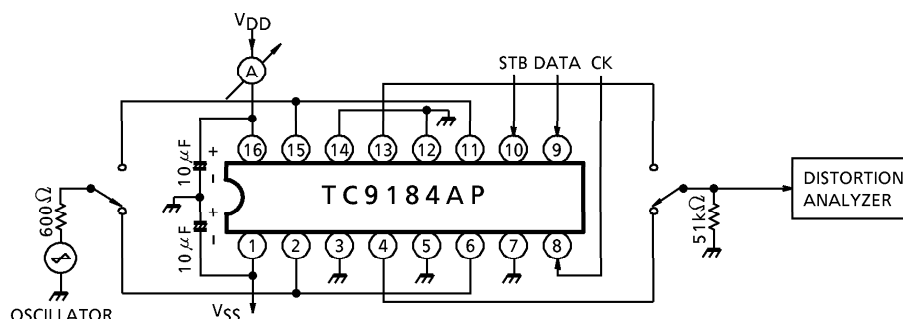 VDD
A
STB DATA CK
16 15 14 13 12 11 10 9
+
10μF
-
TC9184AP
+
10μF
-
600Ω
1 2 3 4 5 6 7 8
51kΩ
DISTORTION
ANALYZER
VSS
OSCILLATOR